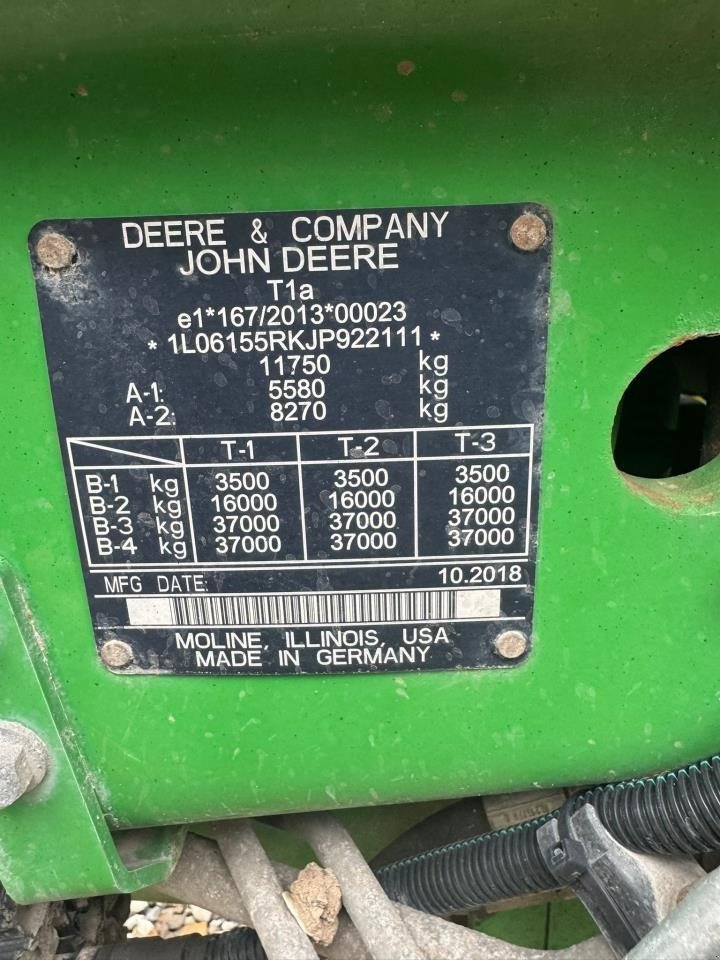 DEERE & COMPANY
JOHN DEERE
T1a
e1*167/2013*00023
* 1L06155RKJP922111 *
11750 kg
A-1: 5580 kg
A-2: 8270 kg
T-1 T-2 T-3
B-1 kg 3500 3500 3500
B-2 kg 16000 16000 16000
B-3 kg 37000 37000 37000
B-4 kg 37000 37000 37000
MFG DATE: 10.2018
MOLINE, ILLINOIS, USA
MADE IN GERMANY